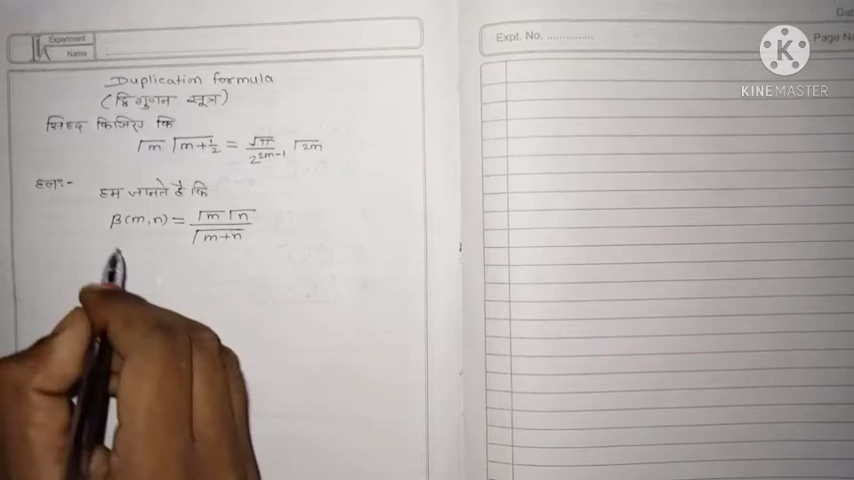 Experiment
Name
Duplication formula
(द्विगुणन सूत्र)
सिध्द किजिए कि
Γm Γm+1/2 = √π/2^{2m-1} Γ2m
हलः-
हम जानते है कि
β(m,n) = Γm Γn/Γm+n
Expt. No. ..............
Page No
K
KINEMASTER